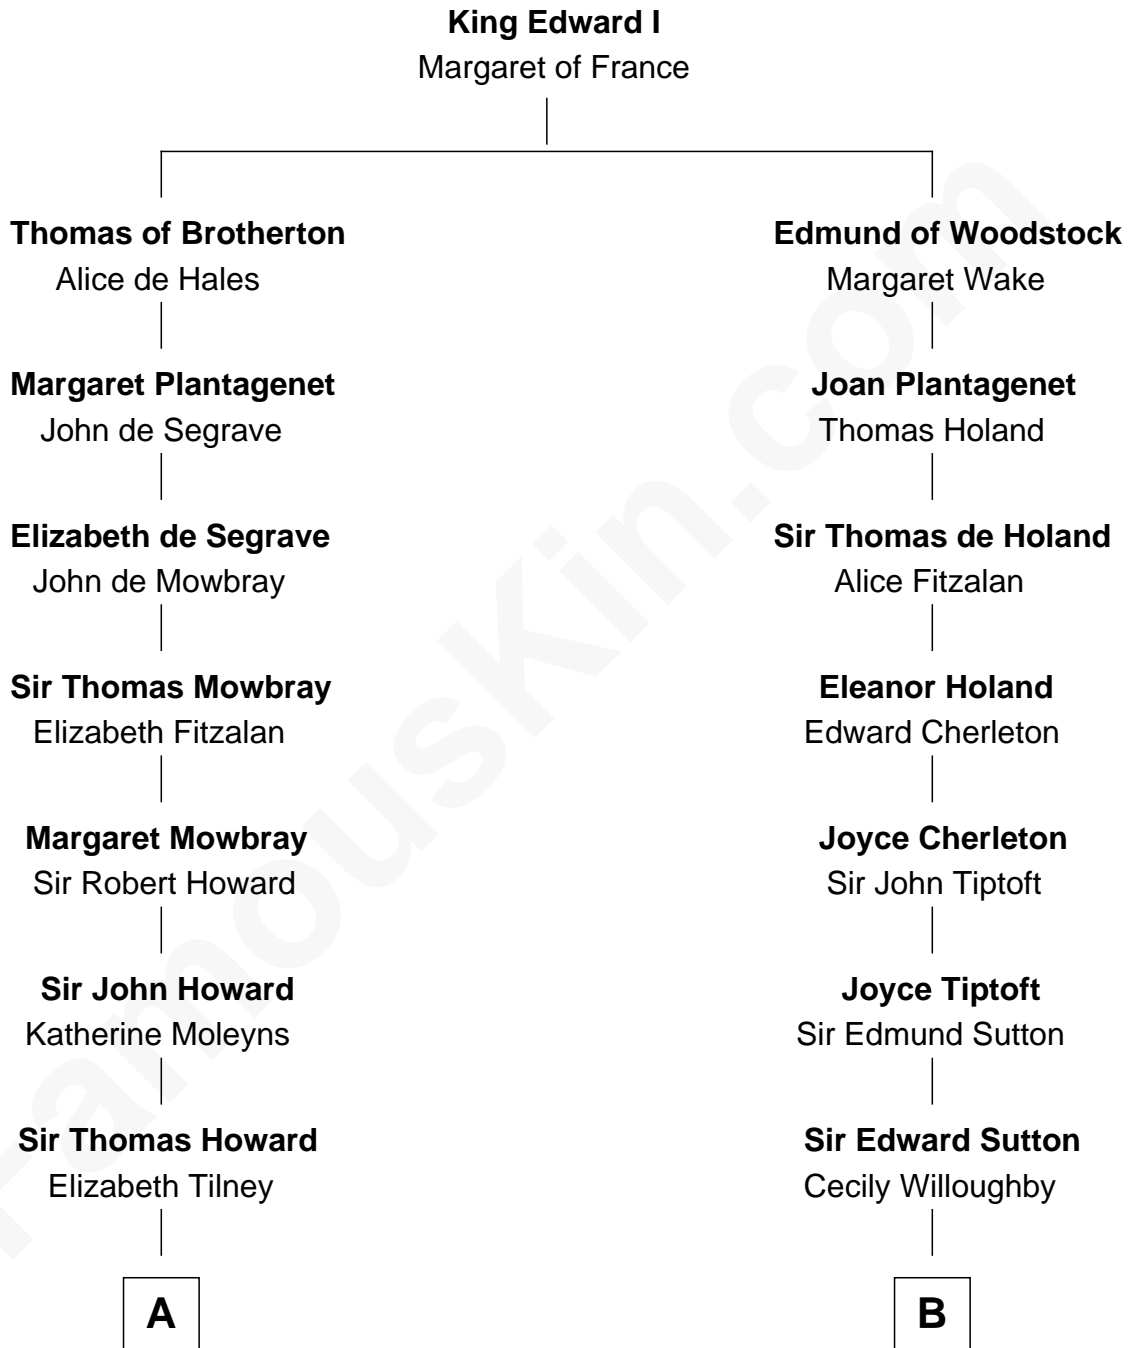 King Edward I
Margaret of France
Thomas of Brotherton
Alice de Hales
Edmund of Woodstock
Margaret Wake
Margaret Plantagenet
John de Segrave
Joan Plantagenet
Thomas Holand
Elizabeth de Segrave
John de Mowbray
Sir Thomas de Holand
Alice Fitzalan
Sir Thomas Mowbray
Elizabeth Fitzalan
Eleanor Holand
Edward Cherleton
Margaret Mowbray
Sir Robert Howard
Joyce Cherleton
Sir John Tiptoft
Sir John Howard
Katherine Moleyns
Joyce Tiptoft
Sir Edmund Sutton
Sir Thomas Howard
Elizabeth Tilney
Sir Edward Sutton
Cecily Willoughby
A
B
FamousKin.com